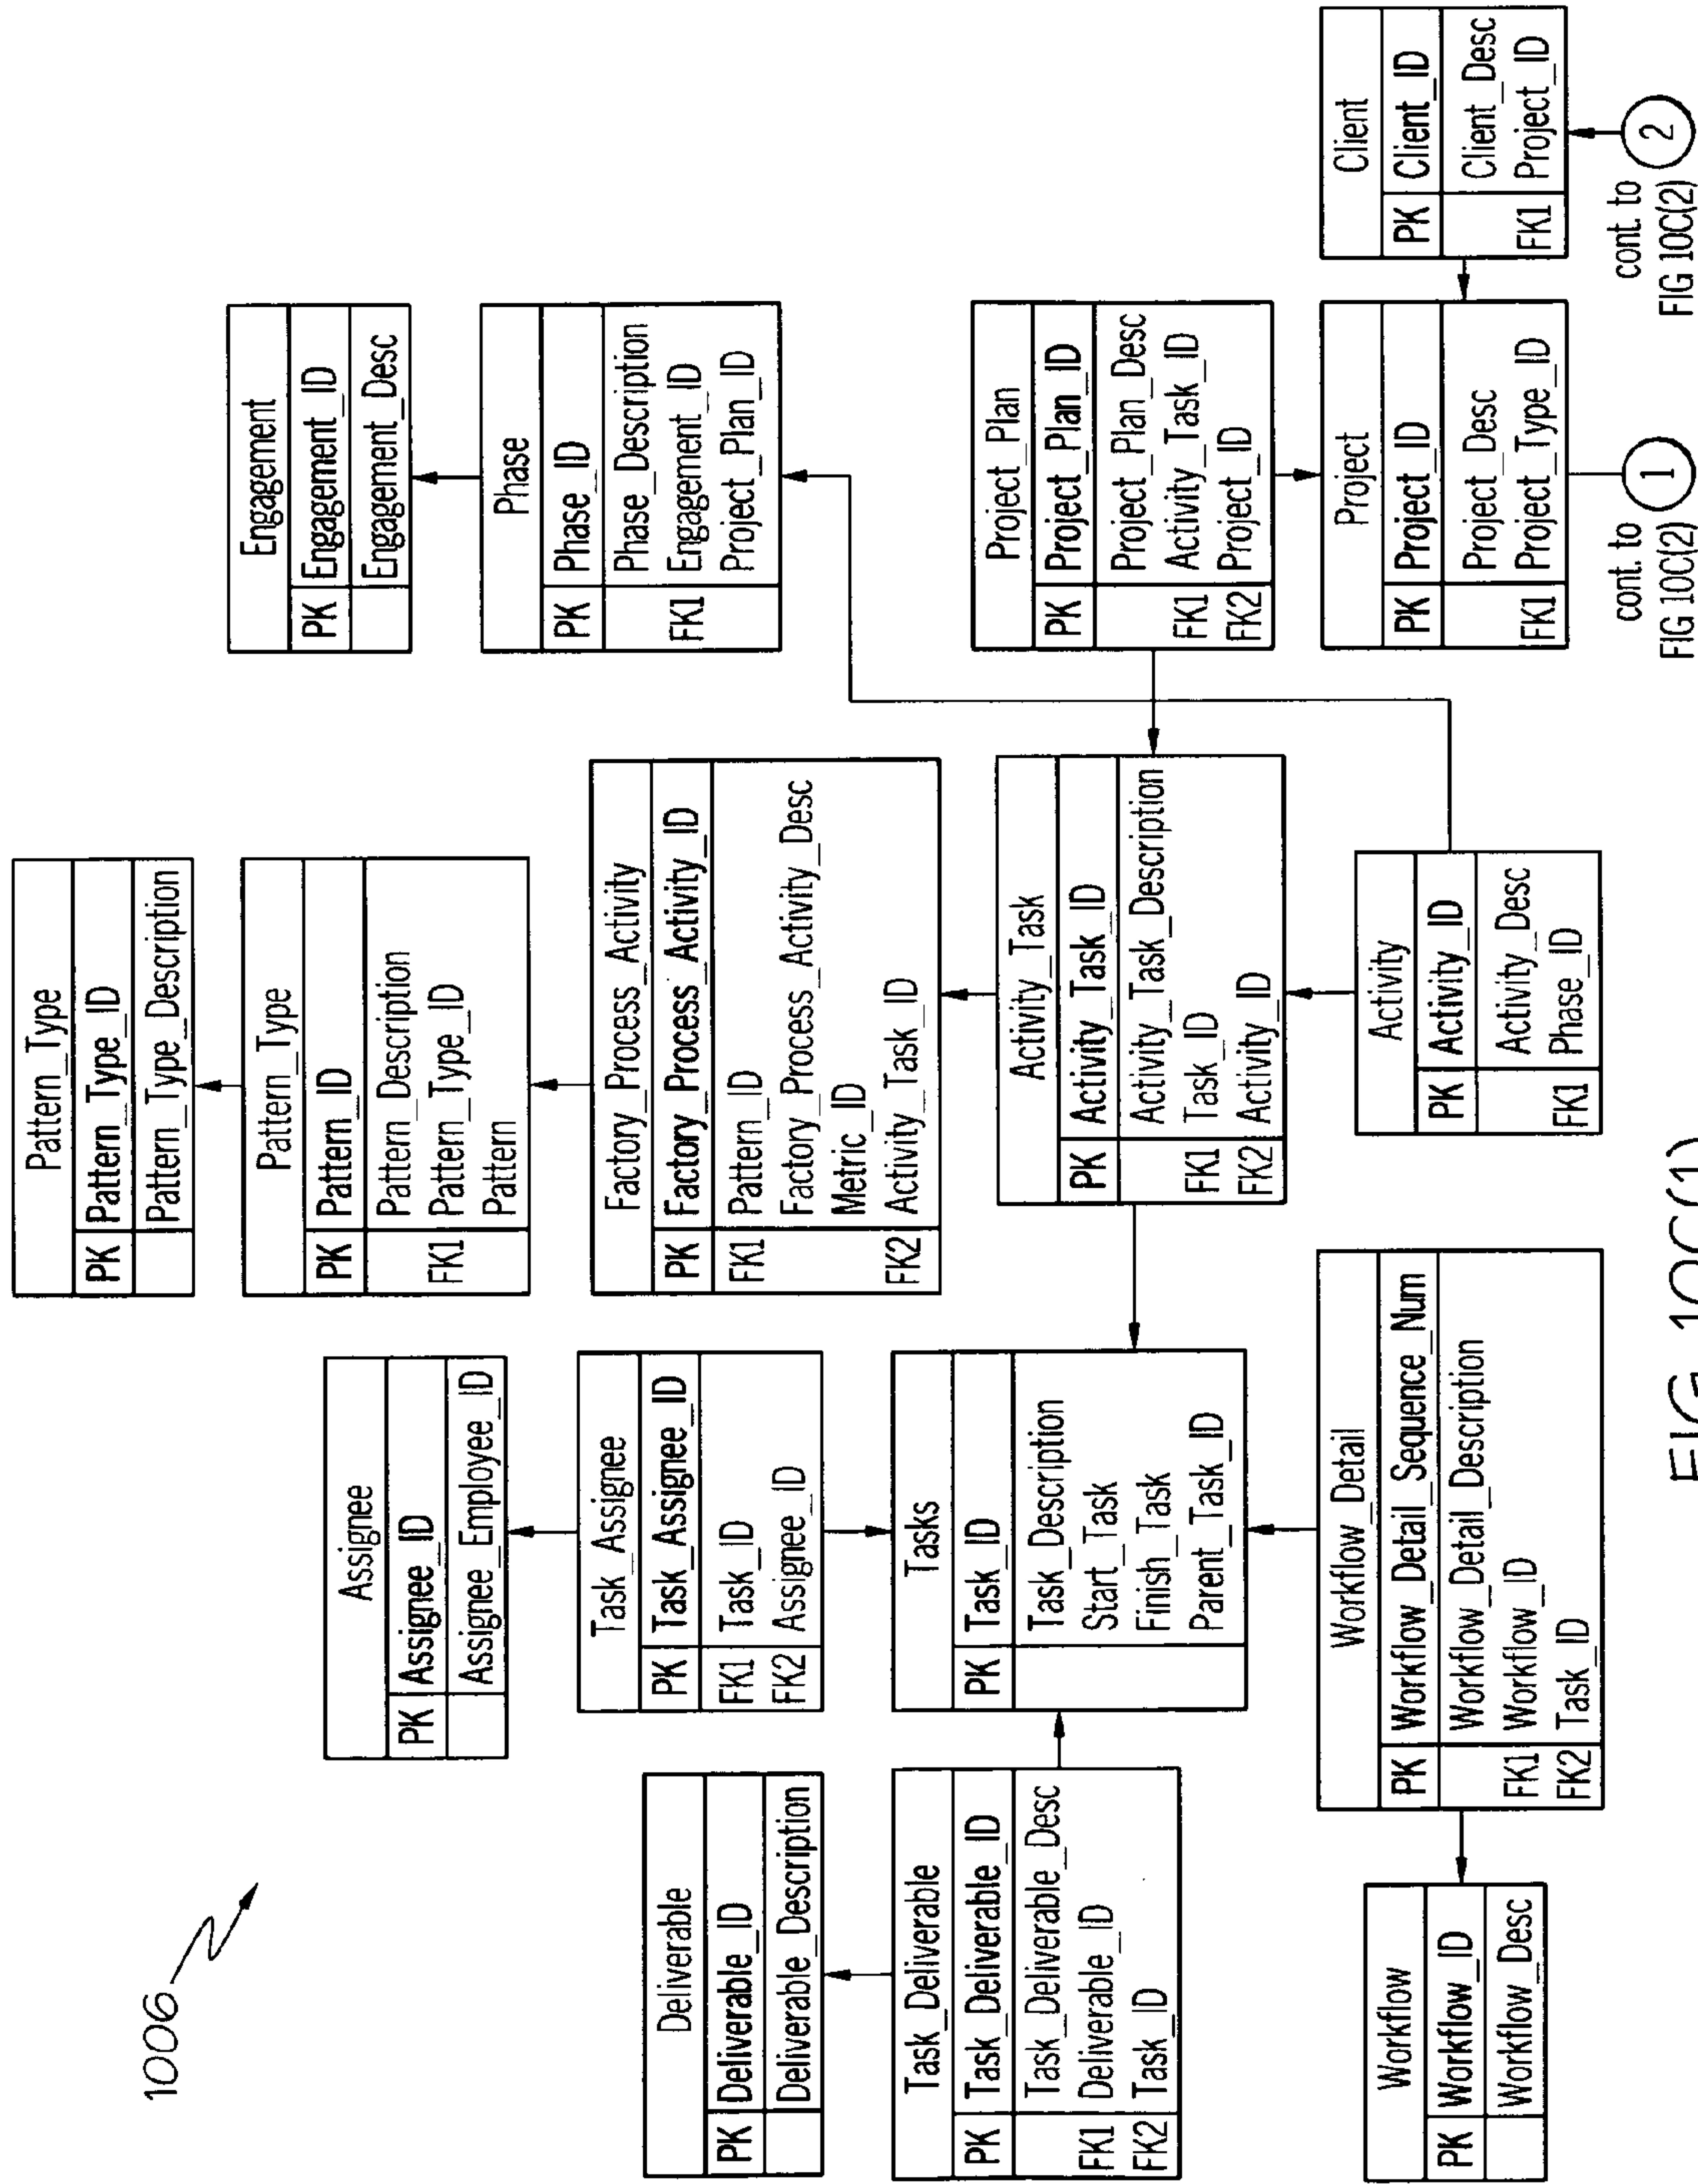 1006
Pattern_Type
PK Pattern_Type_ID
Pattern_Type_Description
Pattern_Type
PK Pattern_ID
Pattern_Description
FK1 Pattern_Type_ID
Pattern
Engagement
PK Engagement_ID
Engagement_Desc
Assignee
PK Assignee_ID
Assignee_Employee_ID
Phase
PK Phase_ID
Phase_Description
FK1 Engagement_ID
Project_Plan_ID
Task_Assignee
PK Task_Assignee_ID
FK1 Task_ID
FK2 Assignee_ID
Factory_Process_Activity
PK Factory_Process_Activity_ID
FK1 Pattern_ID
Factory_Process_Activity_Desc
Metric_ID
FK2 Activity_Task_ID
Deliverable
PK Deliverable_ID
Deliverable_Description
Task_Deliverable
PK Task_Deliverable_ID
Task_Deliverable_Desc
FK1 Deliverable_ID
FK2 Task_ID
Tasks
PK Task_ID
Task_Description
Start_Task
Finish_Task
Parent_Task_ID
Activity_Task
PK Activity_Task_ID
Activity_Task_Description
FK1 Task_ID
FK2 Activity_ID
Project_Plan
PK Project_Plan_ID
Project_Plan_Desc
FK1 Activity_Task_ID
FK2 Project_ID
Workflow
PK Workflow_ID
Workflow_Desc
Workflow_Detail
PK Workflow_Detail_Sequence_Num
Workflow_Detail_Description
FK1 Workflow_ID
FK2 Task_ID
Activity
PK Activity_ID
Activity_Desc
FK1 Phase_ID
Project
PK Project_ID
Project_Desc
FK1 Project_Type_ID
Client
PK Client_ID
Client_Desc
FK1 Project_ID
cont. to
FIG 10C(2)
1
cont. to
FIG 10C(2)
2
FIG. 10C(1)